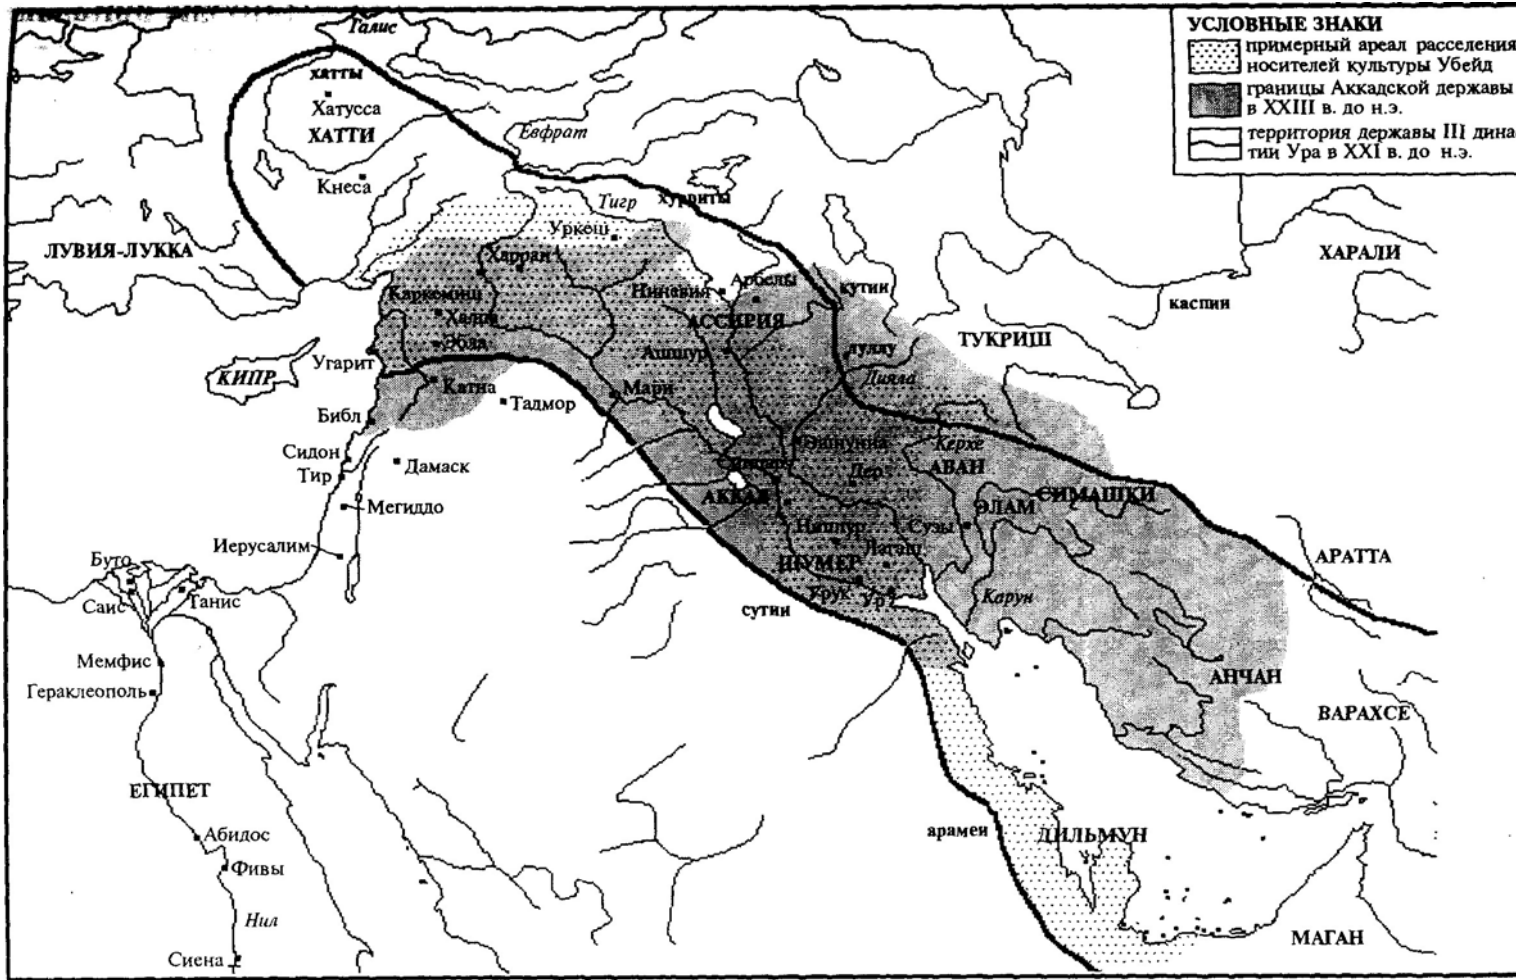 УСЛОВНЫЕ ЗНАКИ
примерный ареал расселения
носителей культуры Убейд
границы Аккадской державы
в XXIII в. до н.э.
территория державы III дина-
тии Ура в XXI в. до н.э.
Галис
хатты
Хатусса
ХАТТИ
Евфрат
Кнеса
Тигр
хурриты
Уркеш
ЛУВИЯ-ЛУККА
Харран
ХАРАЛИ
Ниневия
Арбелы
кутии
каспии
Каркемиш
АССИРИЯ
ТУКРИШ
Эбла
Ашшур
луллу
Угарит
КИПР
Дияла
Катна
Мари
Тадмор
Библ
Эшнунна
Керхе
Сидон
Дамаск
Дер
АВАН
Тир
АККАД
СИМАШКИ
Мегиддо
ЭЛАМ
Ниппур
Сузы
Иерусалим
Лагаш
Буто
ШУМЕР
АРАТТА
Саис
Танис
Урук
Ур
Карун
сутии
Мемфис
Гераклеополь
АНЧАН
ВАРАХСЕ
ЕГИПЕТ
Абидос
арамеи
ДИЛЬМУН
Фивы
Нил
МАГАН
Сиена